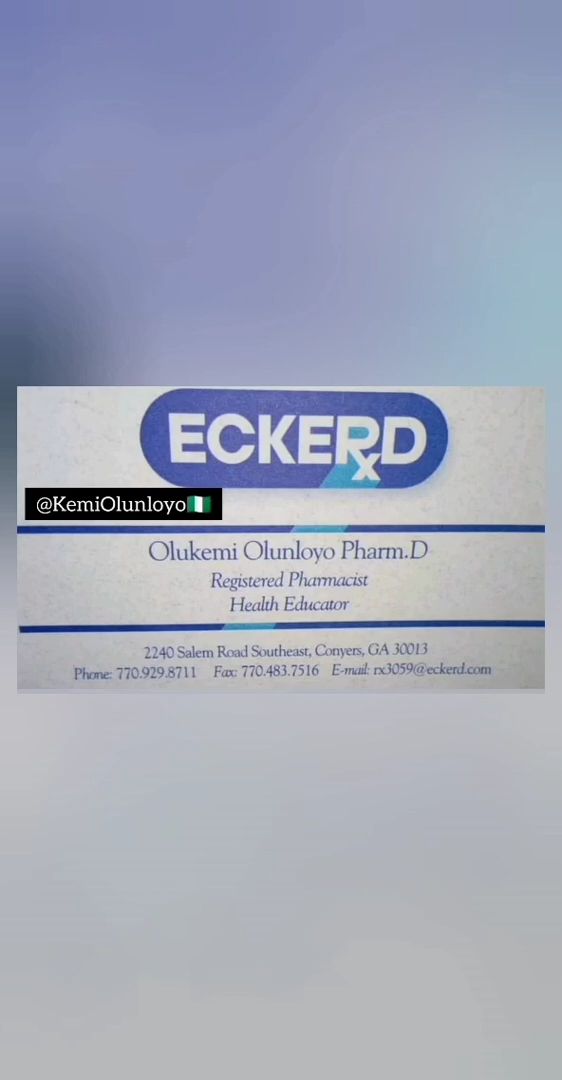 ECKERD
@KemiOlunloyo🇳🇬
Olukemi Olunloyo Pharm.D
Registered Pharmacist
Health Educator
2240 Salem Road Southeast, Conyers, GA 30013
Phone: 770.929.8711 Fax: 770.483.7516 E-mail: rx3059@eckerd.com